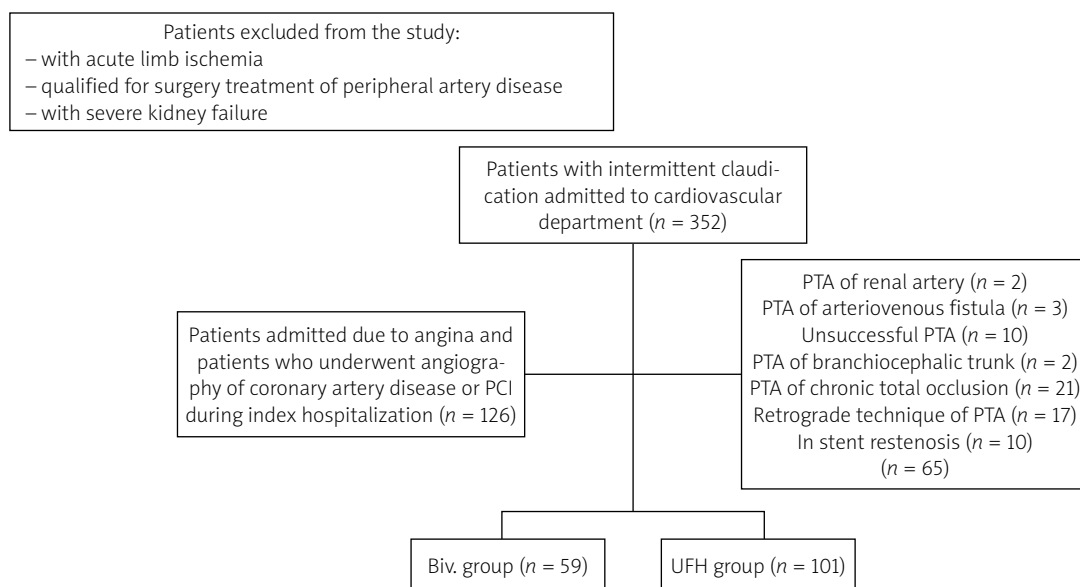 Patients excluded from the study:
– with acute limb ischemia
– qualified for surgery treatment of peripheral artery disease
– with severe kidney failure
Patients with intermittent claudi-
cation admitted to cardiovascular
department (n = 352)
Patients admitted due to angina and
patients who underwent angiogra-
phy of coronary artery disease or PCI
during index hospitalization (n = 126)
PTA of renal artery (n = 2)
PTA of arteriovenous fistula (n = 3)
Unsuccessful PTA (n = 10)
PTA of branchiocephalic trunk (n = 2)
PTA of chronic total occlusion (n = 21)
Retrograde technique of PTA (n = 17)
In stent restenosis (n = 10)
(n = 65)
Biv. group (n = 59)
UFH group (n = 101)